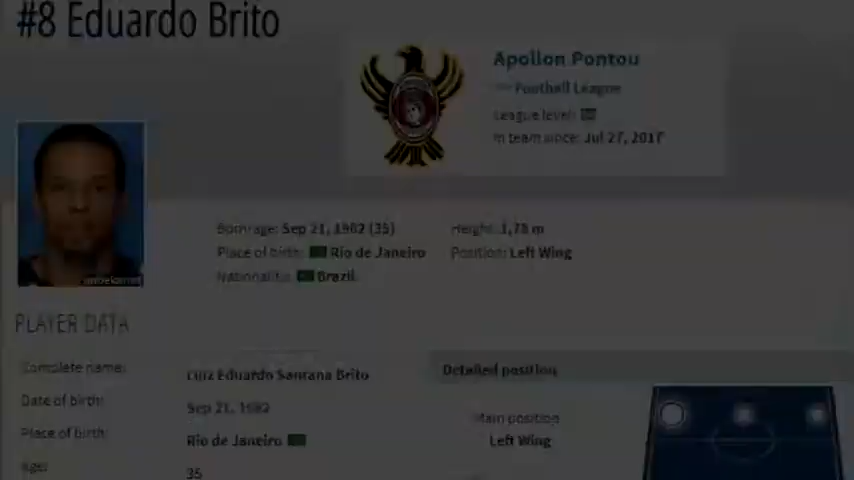 #8 Eduardo Brito
Apollon Pontou
Football League
League level:
In team since: Jul 27, 2017
Born/age: Sep 21, 1982 (35)
Height: 1,78 m
Place of birth: Rio de Janeiro
Position: Left Wing
Nationality: Brazil
PLAYER DATA
Complete name:
Luiz Eduardo Santana Brito
Detailed position
Date of birth:
Sep 21, 1982
Main position
Place of birth:
Rio de Janeiro
Left Wing
Age:
35